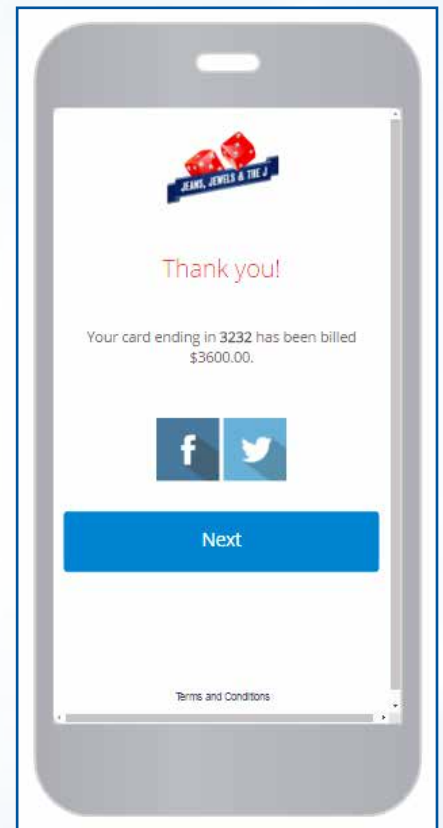 JEANS, JEWELS & THE J
Thank you!
Your card ending in 3232 has been billed
$3600.00.
f
Next
Terms and Conditions